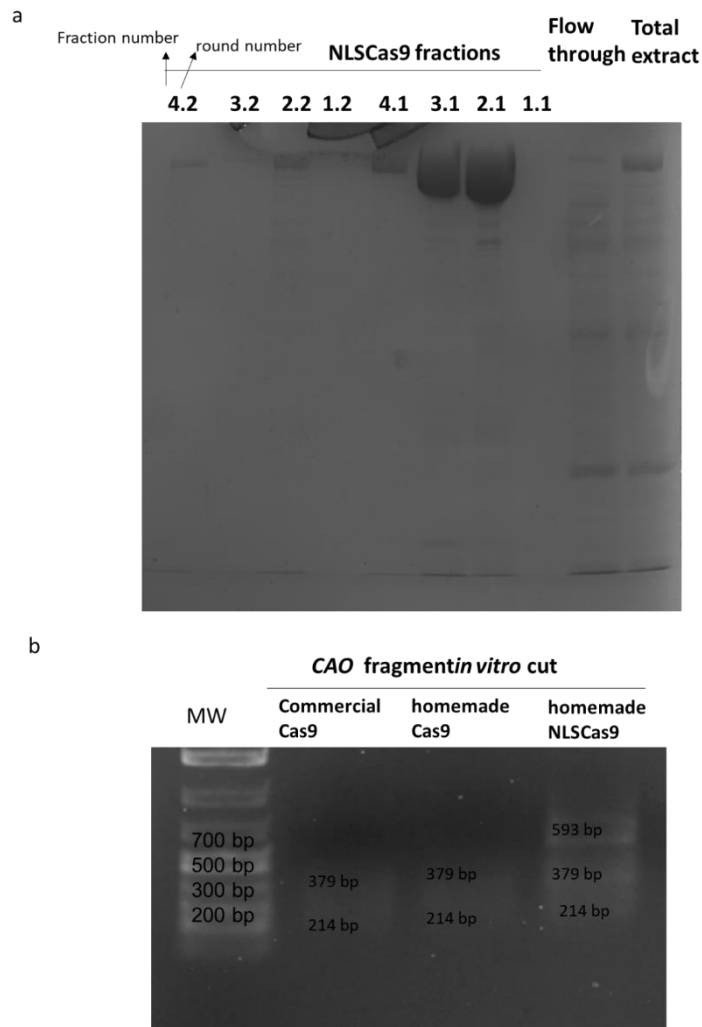 a
Fraction number
round number
NLSCas9 fractions
Flow through
Total extract
4.2 3.2 2.2 1.2 4.1 3.1 2.1 1.1
b
CAO fragmentin vitro cut
MW
Commercial Cas9
homemade Cas9
homemade NLSCas9
700 bp
500 bp
300 bp
200 bp
379 bp
214 bp
379 bp
214 bp
593 bp
379 bp
214 bp